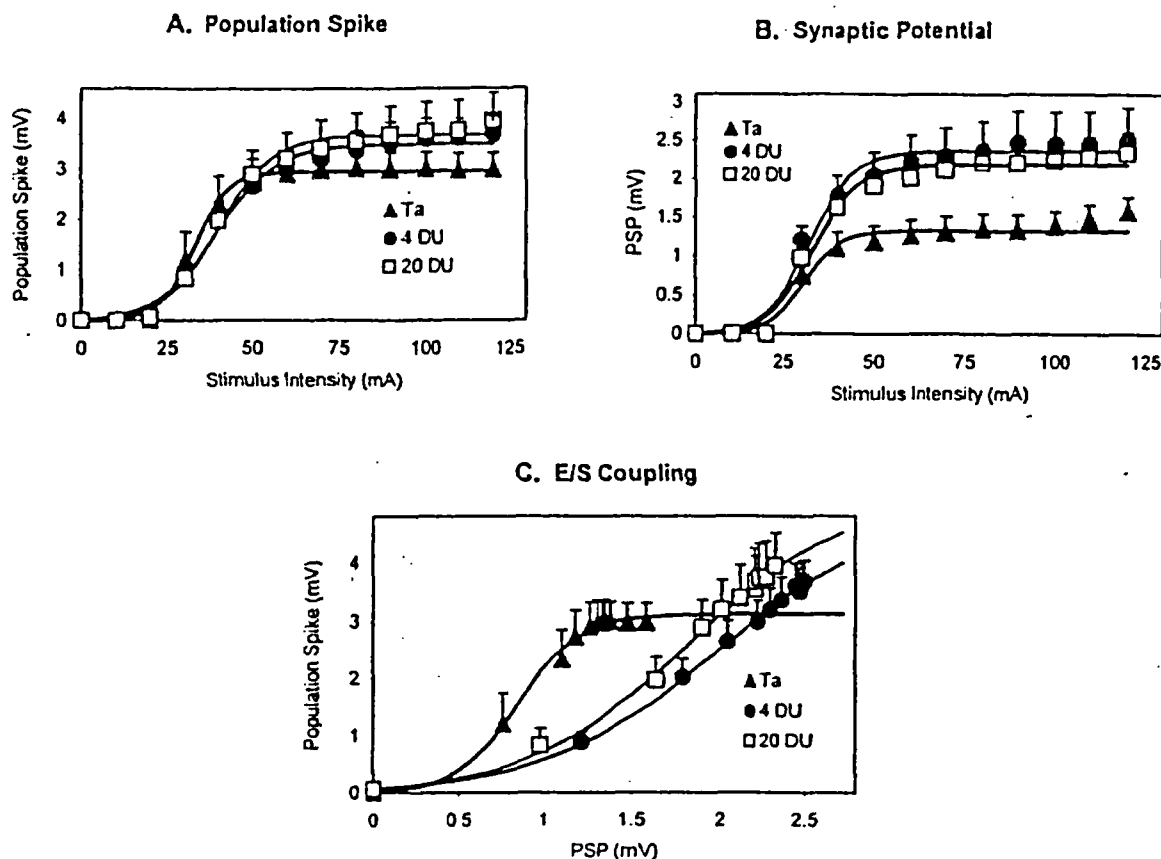 A. Population Spike
Population Spike (mV)
4
3
2
1
0
▲ Ta
● 4 DU
□ 20 DU
0 25 50 75 100 125
Stimulus Intensity (mA)
B. Synaptic Potential
PSP (mV)
3
2.5
2
1.5
1
0.5
0
▲ Ta
● 4 DU
□ 20 DU
0 25 50 75 100 125
Stimulus Intensity (mA)
C. E/S Coupling
Population Spike (mV)
4
3
2
1
0
▲ Ta
● 4 DU
□ 20 DU
0 0 5 1 1.5 2 2.5
PSP (mV)